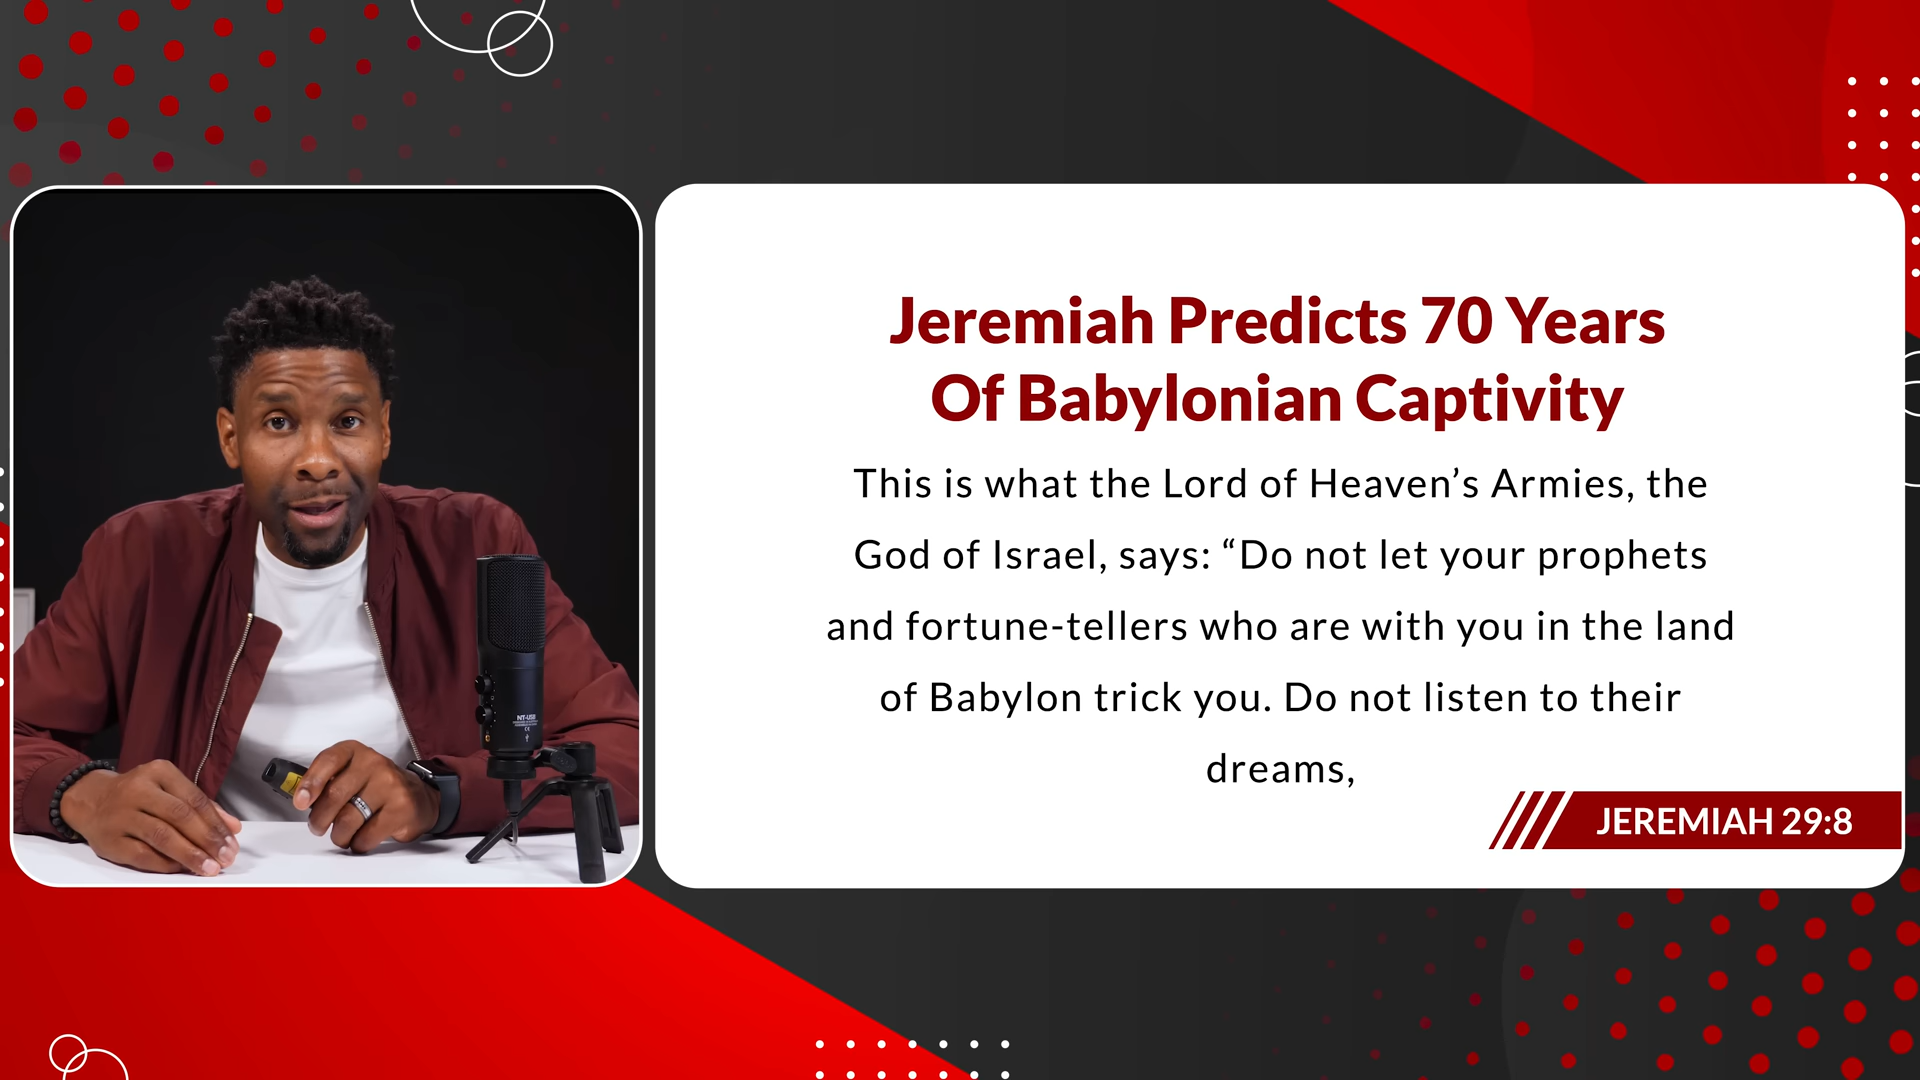 Jeremiah Predicts 70 Years
Of Babylonian Captivity
This is what the Lord of Heaven’s Armies, the
God of Israel, says: “Do not let your prophets
and fortune-tellers who are with you in the land
of Babylon trick you. Do not listen to their
dreams,
JEREMIAH 29:8
NT-USB